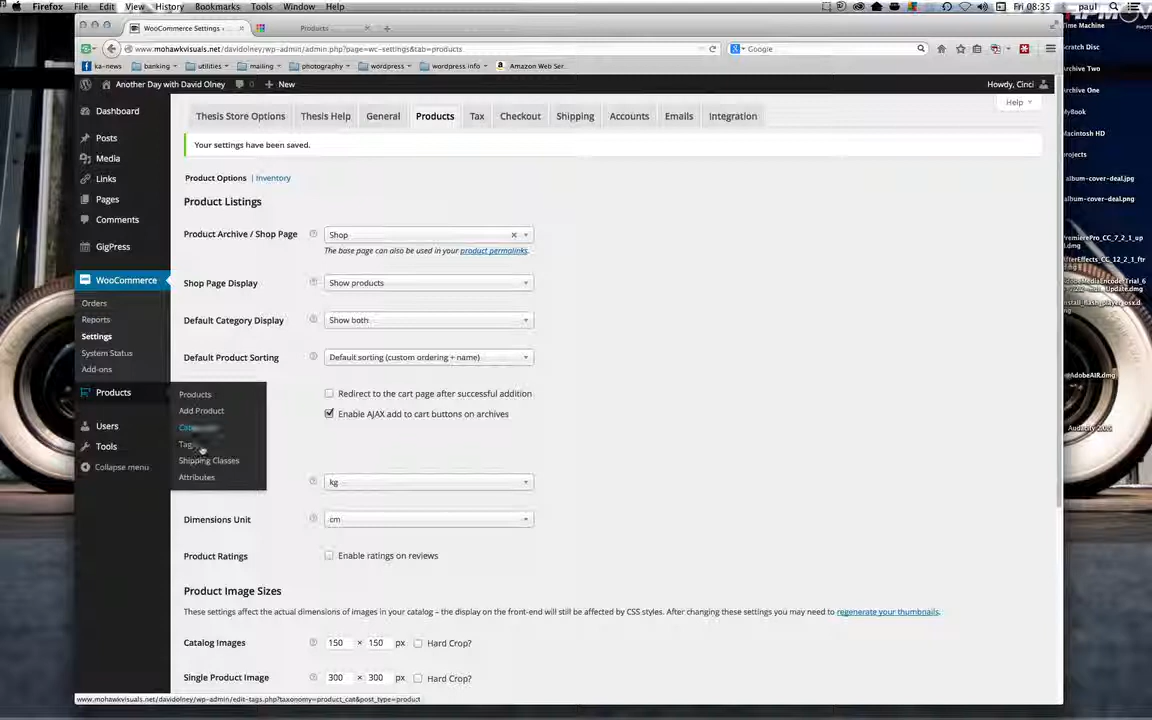 Firefox File Edit View History Bookmarks Tools Window Help Fri 08:35 paul
WooCommerce Settings Products
www.mohawkvisuals.net/davidolney/wp-admin/admin.php?page=wc-settings&tab=products Google
ka-news banking utilities mailing photography wordpress wordpress info Amazon Web Ser...
Another Day with David Olney 0 + New Howdy, Cinci
Help
Thesis Store Options Thesis Help General Products Tax Checkout Shipping Accounts Emails Integration
Your settings have been saved.
Dashboard
Posts
Media
Links
Pages
Comments
GigPress
WooCommerce
Orders
Reports
Settings
System Status
Add-ons
Products
Users
Tools
Collapse menu
Products
Add Product
Shipping Classes
Attributes
Product Options | Inventory
Product Listings
Product Archive / Shop Page Shop
The base page can also be used in your product permalinks.
Shop Page Display Show products
Default Category Display Show both
Default Product Sorting Default sorting (custom ordering + name)
Redirect to the cart page after successful addition
Enable AJAX add to cart buttons on archives
kg
Dimensions Unit cm
Product Ratings Enable ratings on reviews
Product Image Sizes
These settings affect the actual dimensions of images in your catalog – the display on the front-end will still be affected by CSS styles. After changing these settings you may need to regenerate your thumbnails.
Catalog Images 150 × 150 px Hard Crop?
Single Product Image 300 × 300 px Hard Crop?
www.mohawkvisuals.net/davidolney/wp-admin/edit-tags.php?taxonomy=product_cat&post_type=product
Time Machine
Scratch Disc
Archive Two
Archive One
MyBook
Macintosh HD
projects
album-cover-deal.jpg
album-cover-deal.png
PremierePro_CC_7_2_1_up
.dmg
AfterEffects_CC_12_2_1_ftr
.dmg
install_flash_player_osx.d
mg
AdobeAIR.dmg